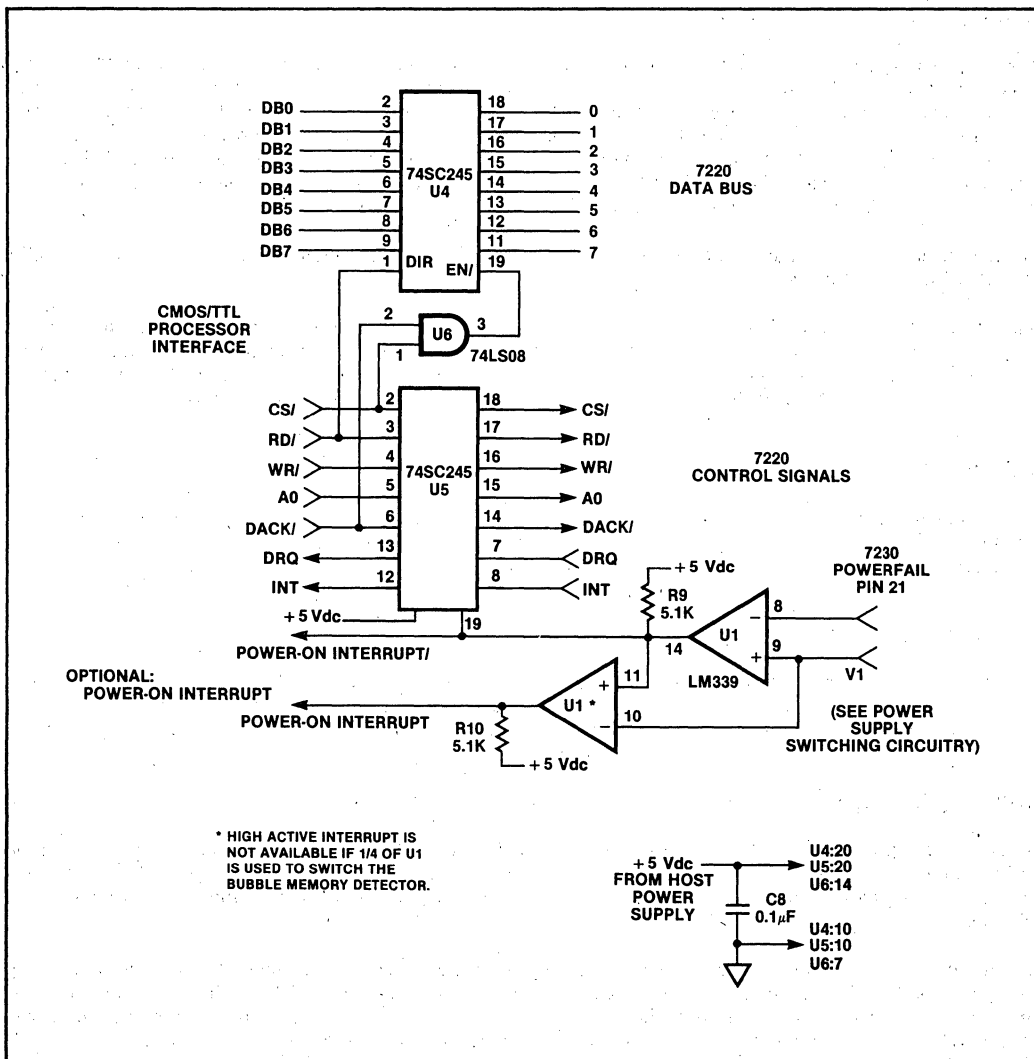 DB0 2 18 0
DB1 3 17 1
DB2 4 16 2
DB3 5 15 3
DB4 6 14 4
DB5 7 13 5
DB6 8 12 6
DB7 9 11 7
74SC245
U4
1 DIR EN/ 19
7220
DATA BUS
CMOS/TTL
PROCESSOR
INTERFACE
2
1
U6
3
74LS08
CS/ 2 18 CS/
RD/ 3 17 RD/
WR/ 4 16 WR/
A0 5 15 A0
DACK/ 6 14 DACK/
DRQ 13 7 DRQ
INT 12 8 INT
74SC245
U5
+5 Vdc
19
7220
CONTROL SIGNALS
7230
POWERFAIL
PIN 21
+5 Vdc
R9
5.1K
8
−
U1
14
+
9
LM339
V1
POWER-ON INTERRUPT/
OPTIONAL:
POWER-ON INTERRUPT
POWER-ON INTERRUPT
11
+
U1 *
−
10
R10
5.1K
+5 Vdc
(SEE POWER
SUPPLY
SWITCHING CIRCUITRY)
* HIGH ACTIVE INTERRUPT IS
NOT AVAILABLE IF 1/4 OF U1
IS USED TO SWITCH THE
BUBBLE MEMORY DETECTOR.
+5 Vdc
FROM HOST
POWER
SUPPLY
C8
0.1µF
U4:20
U5:20
U6:14
U4:10
U5:10
U6:7